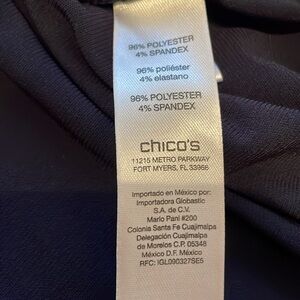 96% POLYESTER
4% SPANDEX
96% poliéster
4% elastano
96% POLYESTER
4% SPANDEX
chico's
11215 METRO PARKWAY
FORT MYERS, FL 33966
Importado en México por:
Importadora Globastic
S.A. de C.V.
Mario Pani #200
Colonia Santa Fe Cuajimalpa
Delegación Cuajimalpa
de Morelos C.P. 05348
México D.F. México
RFC: IGL090327SE5